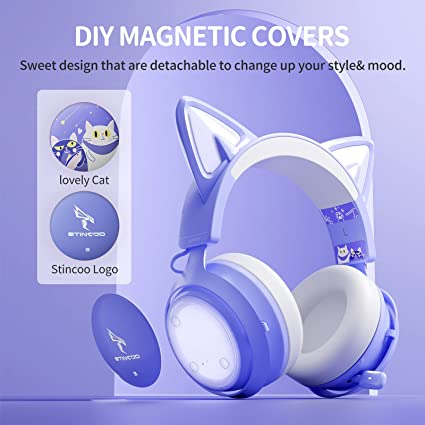 DIY MAGNETIC COVERS
Sweet design that are detachable to change up your style& mood.
lovely Cat
STINCOO
Stincoo Logo
L
STINCOO